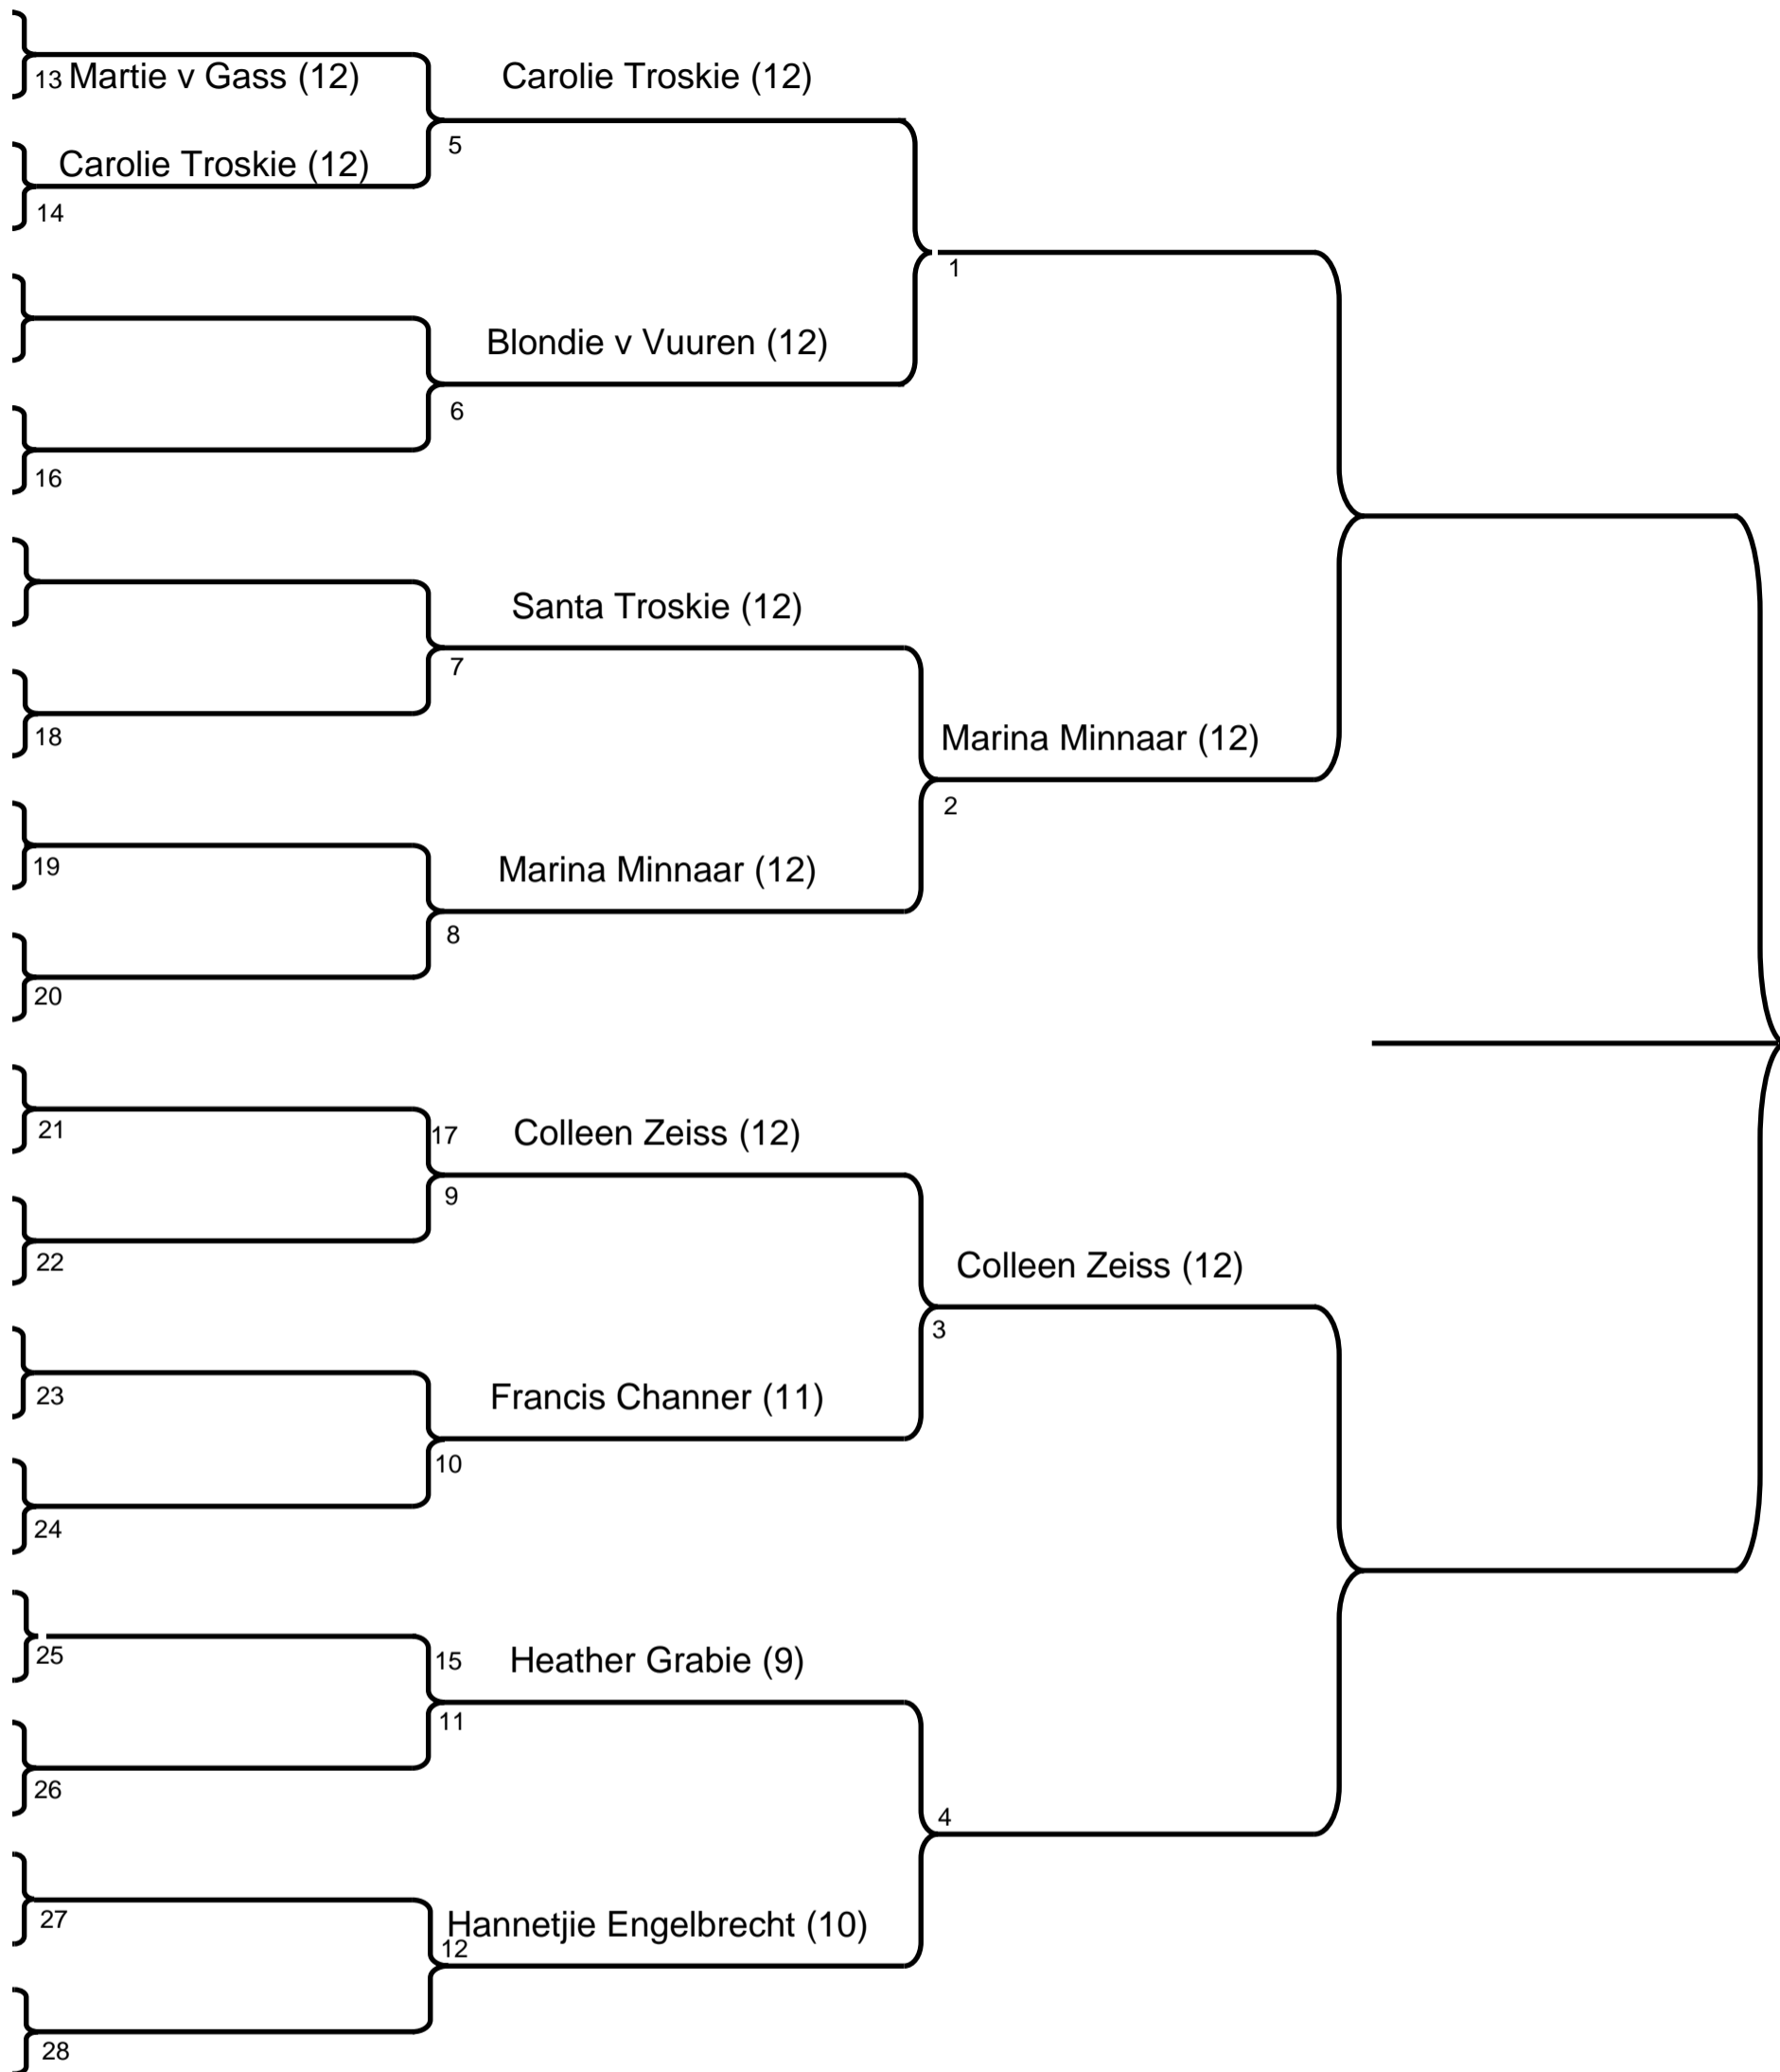 13 Martie v Gass (12)
Carolie Troskie (12)
5
Carolie Troskie (12)
14
1
Blondie v Vuuren (12)
6
16
Santa Troskie (12)
7
18
Marina Minnaar (12)
2
19
Marina Minnaar (12)
8
20
21
17
Colleen Zeiss (12)
9
22
Colleen Zeiss (12)
3
23
Francis Channer (11)
10
24
25
15
Heather Grabie (9)
11
26
4
27
Hannetjie Engelbrecht (10)
12
28